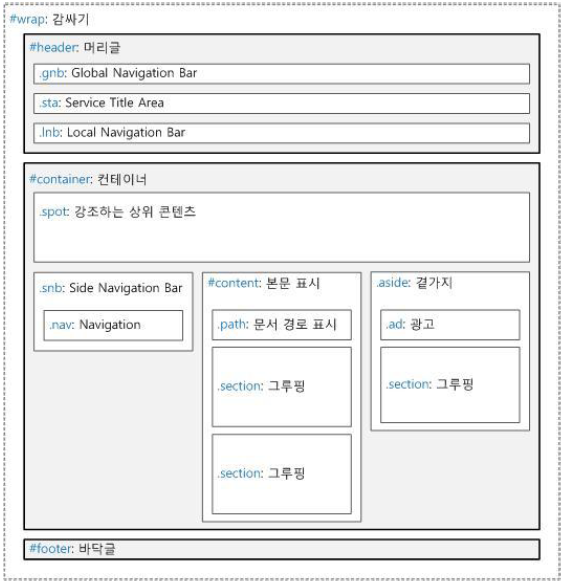 #wrap: 감싸기
#header: 머리글
.gnb: Global Navigation Bar
.sta: Service Title Area
.lnb: Local Navigation Bar
#container: 컨테이너
.spot: 강조하는 상위 콘텐츠
.snb: Side Navigation Bar
.nav: Navigation
#content: 본문 표시
.path: 문서 경로 표시
.section: 그루핑
.section: 그루핑
.aside: 곁가지
.ad: 광고
.section: 그루핑
#footer: 바닥글